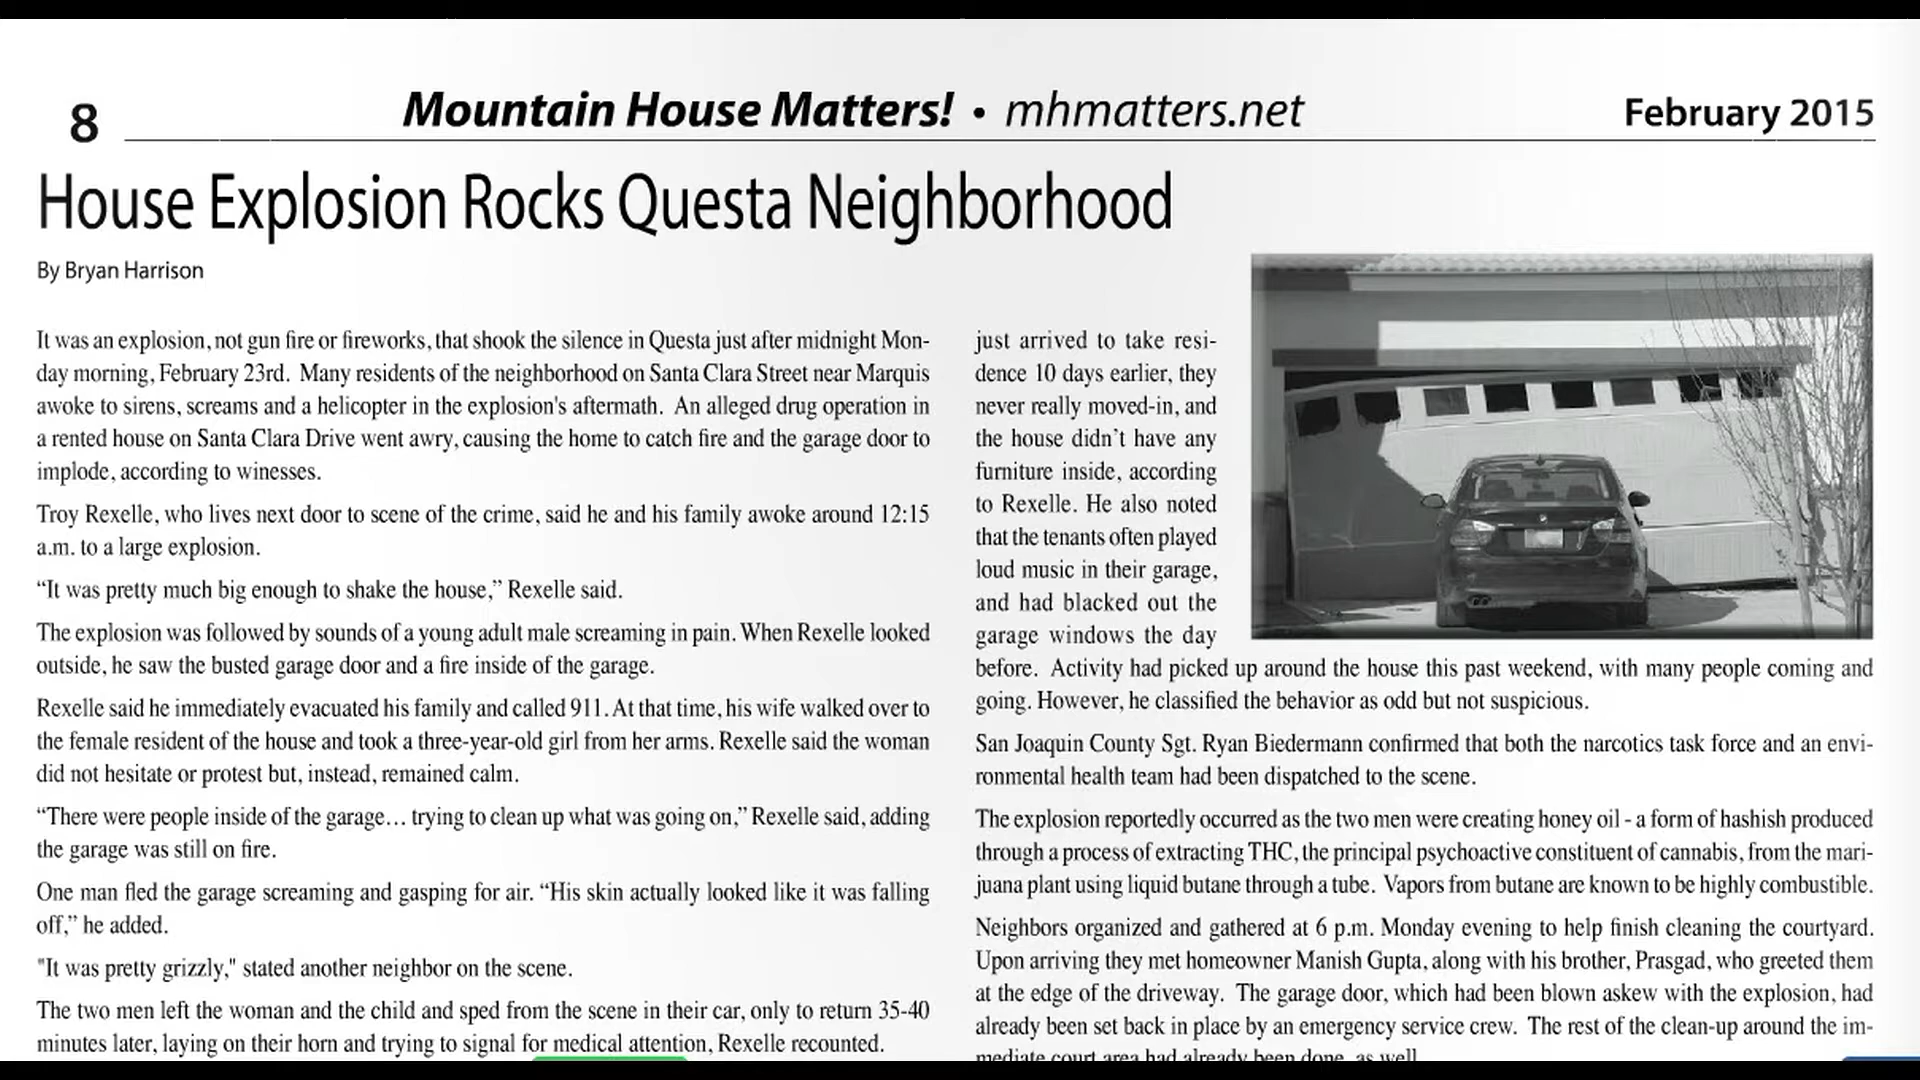 8
Mountain House Matters! • mhmatters.net
February 2015
House Explosion Rocks Questa Neighborhood
By Bryan Harrison
It was an explosion, not gun fire or fireworks, that shook the silence in Questa just after midnight Mon-
day morning, February 23rd. Many residents of the neighborhood on Santa Clara Street near Marquis
awoke to sirens, screams and a helicopter in the explosion's aftermath. An alleged drug operation in
a rented house on Santa Clara Drive went awry, causing the home to catch fire and the garage door to
implode, according to winesses.
Troy Rexelle, who lives next door to scene of the crime, said he and his family awoke around 12:15
a.m. to a large explosion.
“It was pretty much big enough to shake the house,” Rexelle said.
The explosion was followed by sounds of a young adult male screaming in pain. When Rexelle looked
outside, he saw the busted garage door and a fire inside of the garage.
Rexelle said he immediately evacuated his family and called 911. At that time, his wife walked over to
the female resident of the house and took a three-year-old girl from her arms. Rexelle said the woman
did not hesitate or protest but, instead, remained calm.
“There were people inside of the garage… trying to clean up what was going on,” Rexelle said, adding
the garage was still on fire.
One man fled the garage screaming and gasping for air. “His skin actually looked like it was falling
off,” he added.
"It was pretty grizzly," stated another neighbor on the scene.
The two men left the woman and the child and sped from the scene in their car, only to return 35-40
minutes later, laying on their horn and trying to signal for medical attention, Rexelle recounted.
just arrived to take resi-
dence 10 days earlier, they
never really moved-in, and
the house didn’t have any
furniture inside, according
to Rexelle. He also noted
that the tenants often played
loud music in their garage,
and had blacked out the
garage windows the day
before. Activity had picked up around the house this past weekend, with many people coming and
going. However, he classified the behavior as odd but not suspicious.
San Joaquin County Sgt. Ryan Biedermann confirmed that both the narcotics task force and an envi-
ronmental health team had been dispatched to the scene.
The explosion reportedly occurred as the two men were creating honey oil - a form of hashish produced
through a process of extracting THC, the principal psychoactive constituent of cannabis, from the mari-
juana plant using liquid butane through a tube. Vapors from butane are known to be highly combustible.
Neighbors organized and gathered at 6 p.m. Monday evening to help finish cleaning the courtyard.
Upon arriving they met homeowner Manish Gupta, along with his brother, Prasgad, who greeted them
at the edge of the driveway. The garage door, which had been blown askew with the explosion, had
already been set back in place by an emergency service crew. The rest of the clean-up around the im-
mediate court area had already been done, as well.